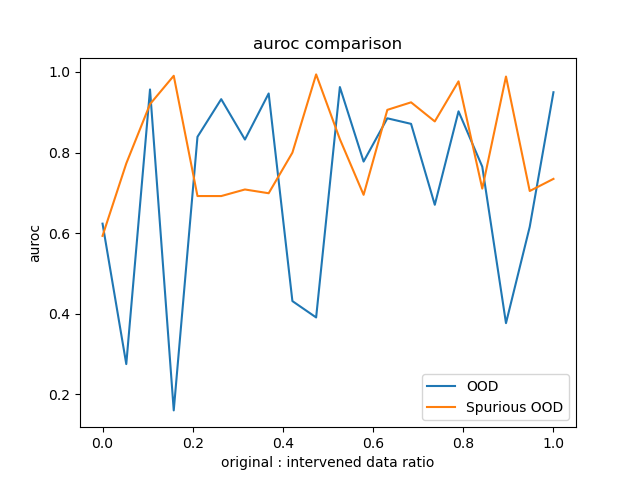 auroc comparison
1.0
0.8
0.6
0.4
0.2
auroc
OOD
Spurious OOD
0.0 0.2 0.4 0.6 0.8 1.0
original : intervened data ratio